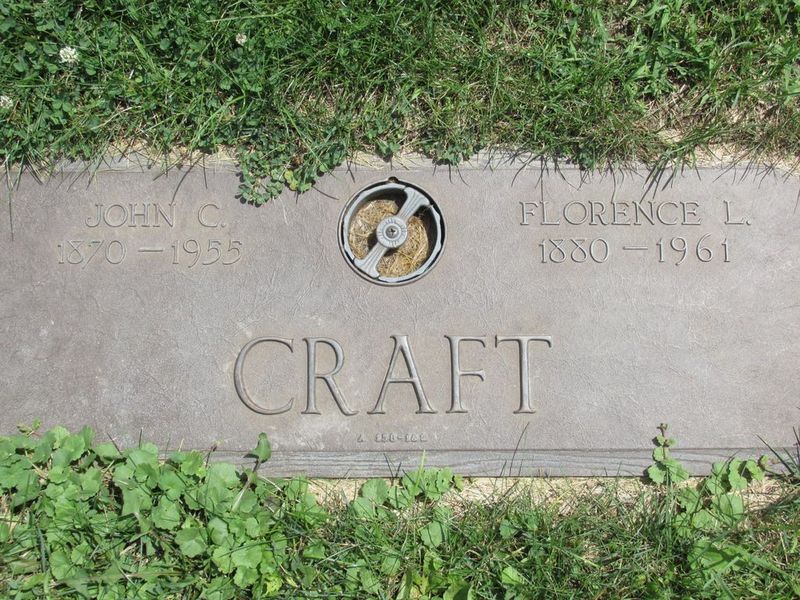 JOHN C.
1870 – 1955
FLORENCE L.
1880 – 1961
CRAFT